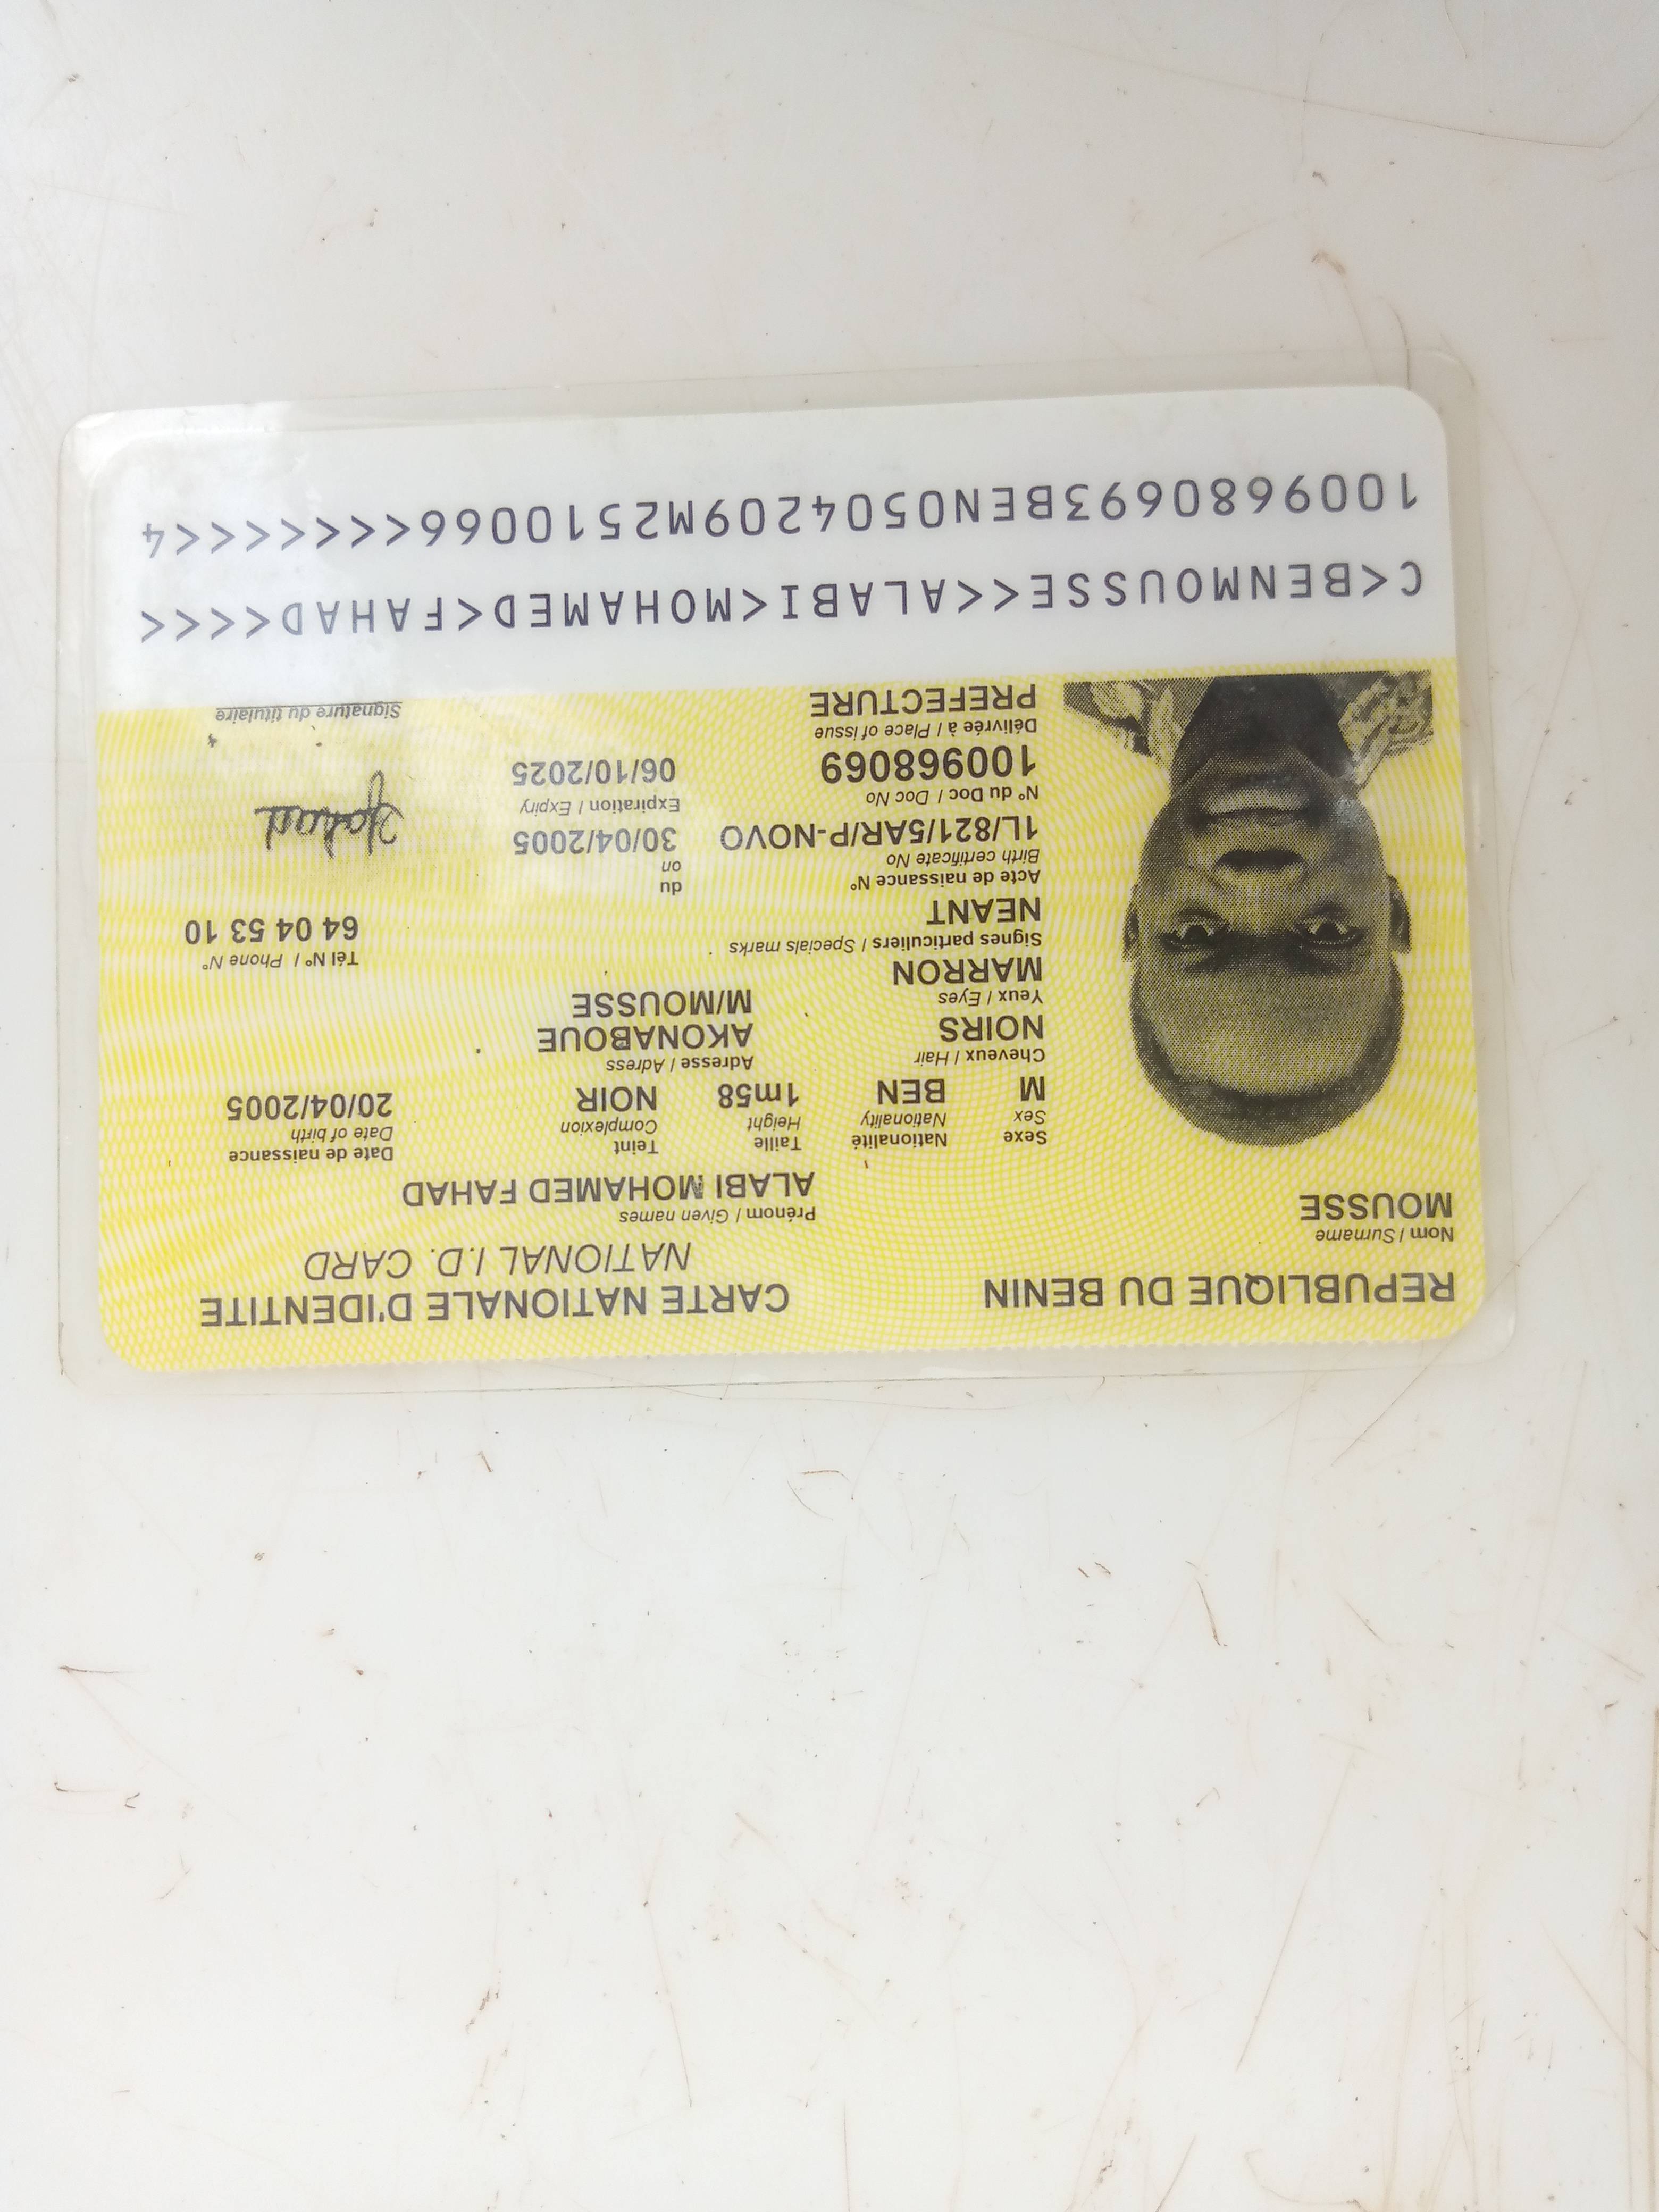 REPUBLIQUE DU BENIN
CARTE NATIONALE D'IDENTITE
NATIONAL I.D. CARD
Nom / Surname
MOUSSE
Prénom / Given names
ALABI MOHAMED FAHAD
Sexe Nationalité Taille Teint Date de naissance
Sex Nationality Height Complexion Date of birth
M BEN 1m58 NOIR 20/04/2005
Cheveux / Hair
NOIRS
Adresse / Adress
AKONABOUE
M/MOUSSE
Yeux / Eyes
MARRON
Tél N° / Phone N°
64 04 53 10
Signes particuliers / Specials marks
NEANT
Acte de naissance N° du
Birth certificate No on
1L/821/5AR/P-NOVO 30/04/2005
N° du Doc / Doc No Expiration / Expiry
100968069 06/10/2025
Délivrée à / Place of issue
PREFECTURE
Fahad
Signature du titulaire
C<BENMOUSSE<<ALABI<MOHAMED<FAHAD<<<<
1009680693BEN0504209M2510066<<<<<<<4